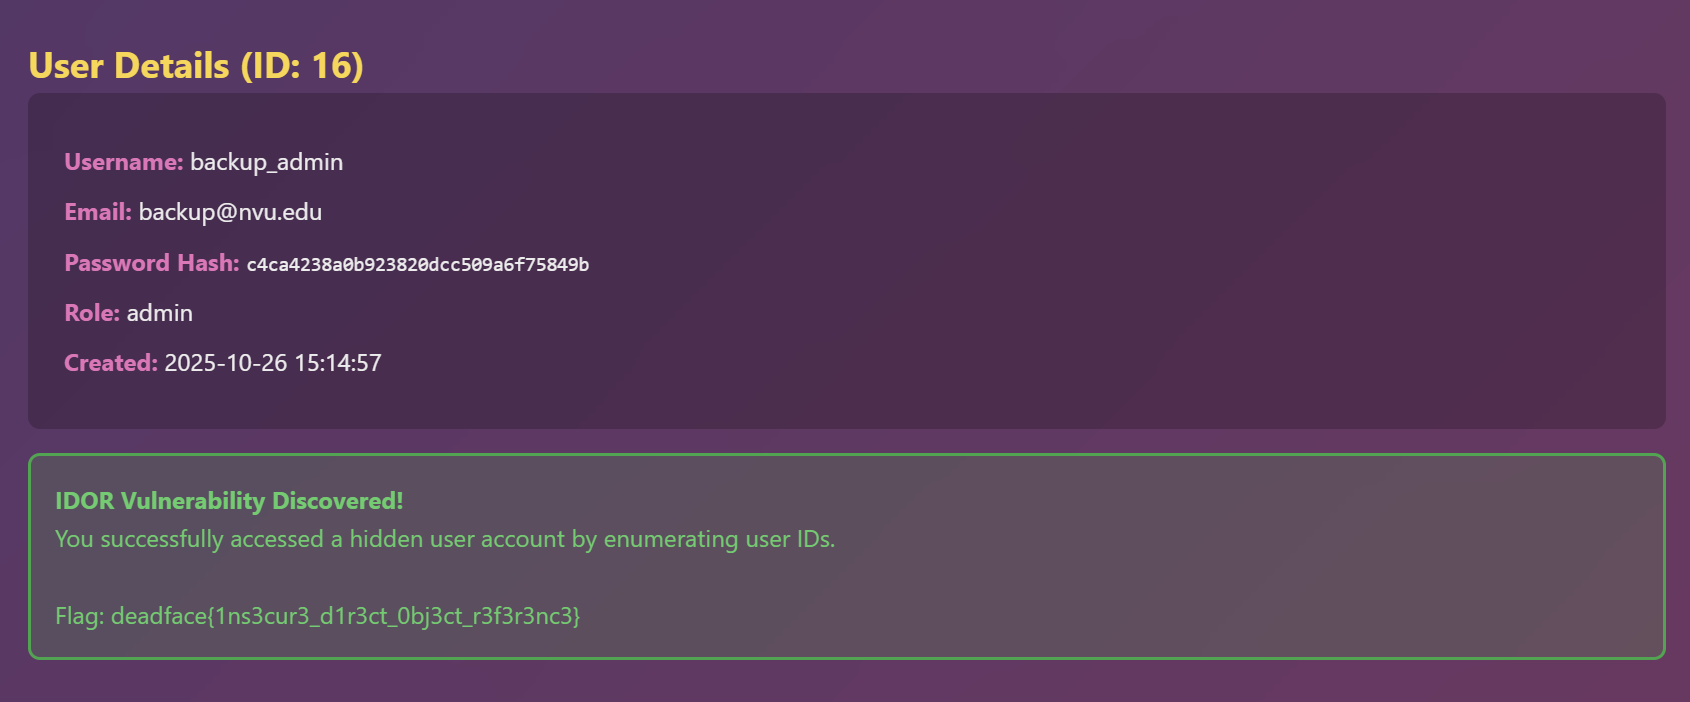 User Details (ID: 16)
Username: backup_admin
Email: backup@nvu.edu
Password Hash: c4ca4238a0b923820dcc509a6f75849b
Role: admin
Created: 2025-10-26 15:14:57
IDOR Vulnerability Discovered!
You successfully accessed a hidden user account by enumerating user IDs.
Flag: deadface{1ns3cur3_d1r3ct_0bj3ct_r3f3r3nc3}